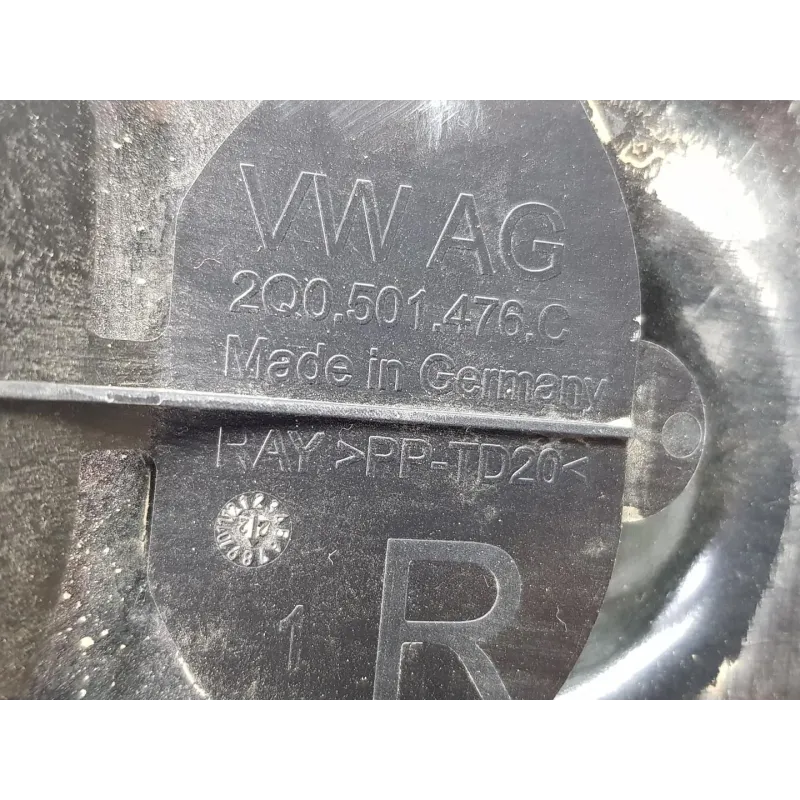 VW AG
2Q0.501.476.C
Made in Germany
RAY >PP-TD20<
1
R